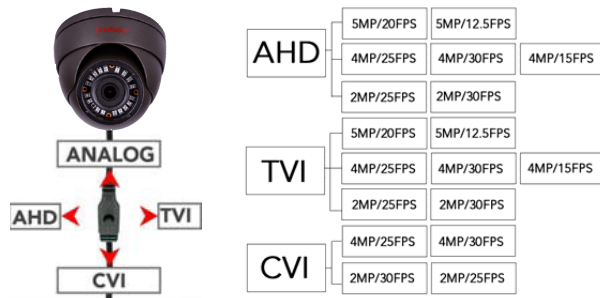 ANALOG
AHD TVI
CVI
AHD
5MP/20FPS 5MP/12.5FPS
4MP/25FPS 4MP/30FPS 4MP/15FPS
2MP/25FPS 2MP/30FPS
TVI
5MP/20FPS 5MP/12.5FPS
4MP/25FPS 4MP/30FPS 4MP/15FPS
2MP/25FPS 2MP/30FPS
CVI
4MP/25FPS 4MP/30FPS
2MP/30FPS 2MP/25FPS